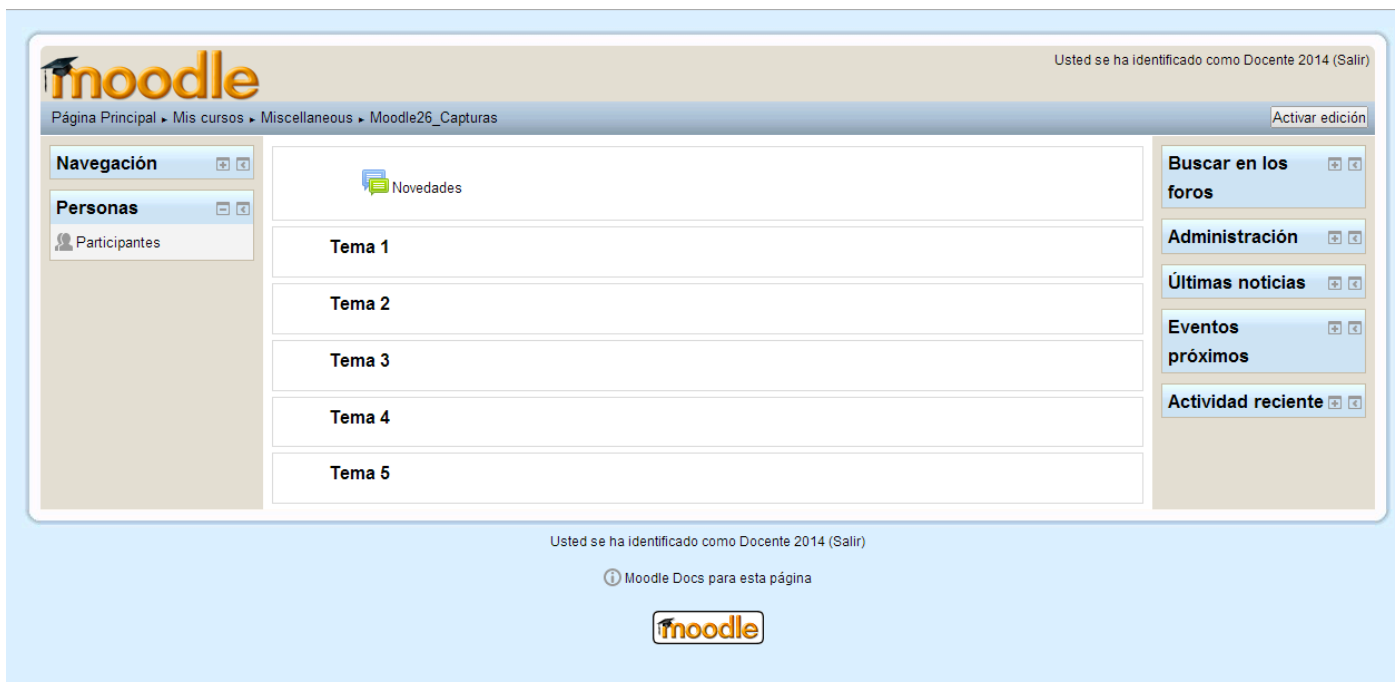 moodle
Usted se ha identificado como Docente 2014 (Salir)
Página Principal ▸ Mis cursos ▸ Miscellaneous ▸ Moodle26_Capturas
Activar edición
Navegación
Personas
Participantes
Novedades
Tema 1
Tema 2
Tema 3
Tema 4
Tema 5
Buscar en los
foros
Administración
Últimas noticias
Eventos
próximos
Actividad reciente
Usted se ha identificado como Docente 2014 (Salir)
Moodle Docs para esta página
moodle